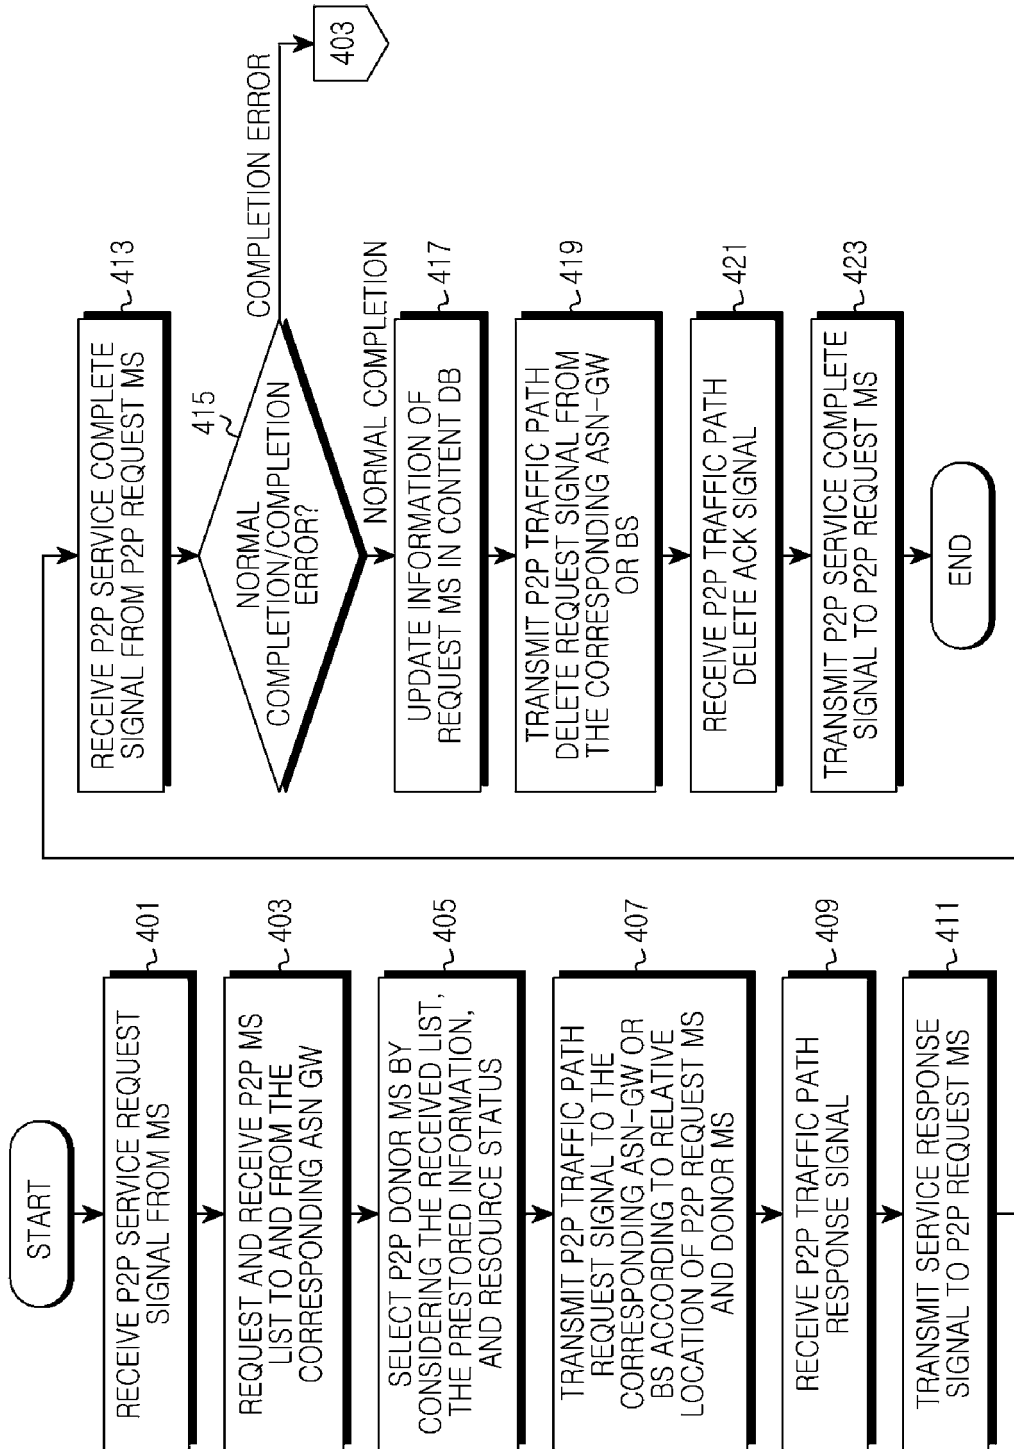 START
RECEIVE P2P SERVICE REQUEST
SIGNAL FROM MS
401
REQUEST AND RECEIVE P2P MS
LIST TO AND FROM THE
CORRESPONDING ASN GW
403
SELECT P2P DONOR MS BY
CONSIDERING THE RECEIVED LIST,
THE PRESTORED INFORMATION,
AND RESOURCE STATUS
405
TRANSMIT P2P TRAFFIC PATH
REQUEST SIGNAL TO THE
CORRESPONDING ASN-GW OR
BS ACCORDING TO RELATIVE
LOCATION OF P2P REQUEST MS
AND DONOR MS
407
RECEIVE P2P TRAFFIC PATH
RESPONSE SIGNAL
409
TRANSMIT SERVICE RESPONSE
SIGNAL TO P2P REQUEST MS
411
RECEIVE P2P SERVICE COMPLETE
SIGNAL FROM P2P REQUEST MS
413
NORMAL
COMPLETION/COMPLETION
ERROR?
415
COMPLETION ERROR
403
NORMAL COMPLETION
UPDATE INFORMATION OF
REQUEST MS IN CONTENT DB
417
TRANSMIT P2P TRAFFIC PATH
DELETE REQUEST SIGNAL FROM
THE CORRESPONDING ASN-GW
OR BS
419
RECEIVE P2P TRAFFIC PATH
DELETE ACK SIGNAL
421
TRANSMIT P2P SERVICE COMPLETE
SIGNAL TO P2P REQUEST MS
423
END